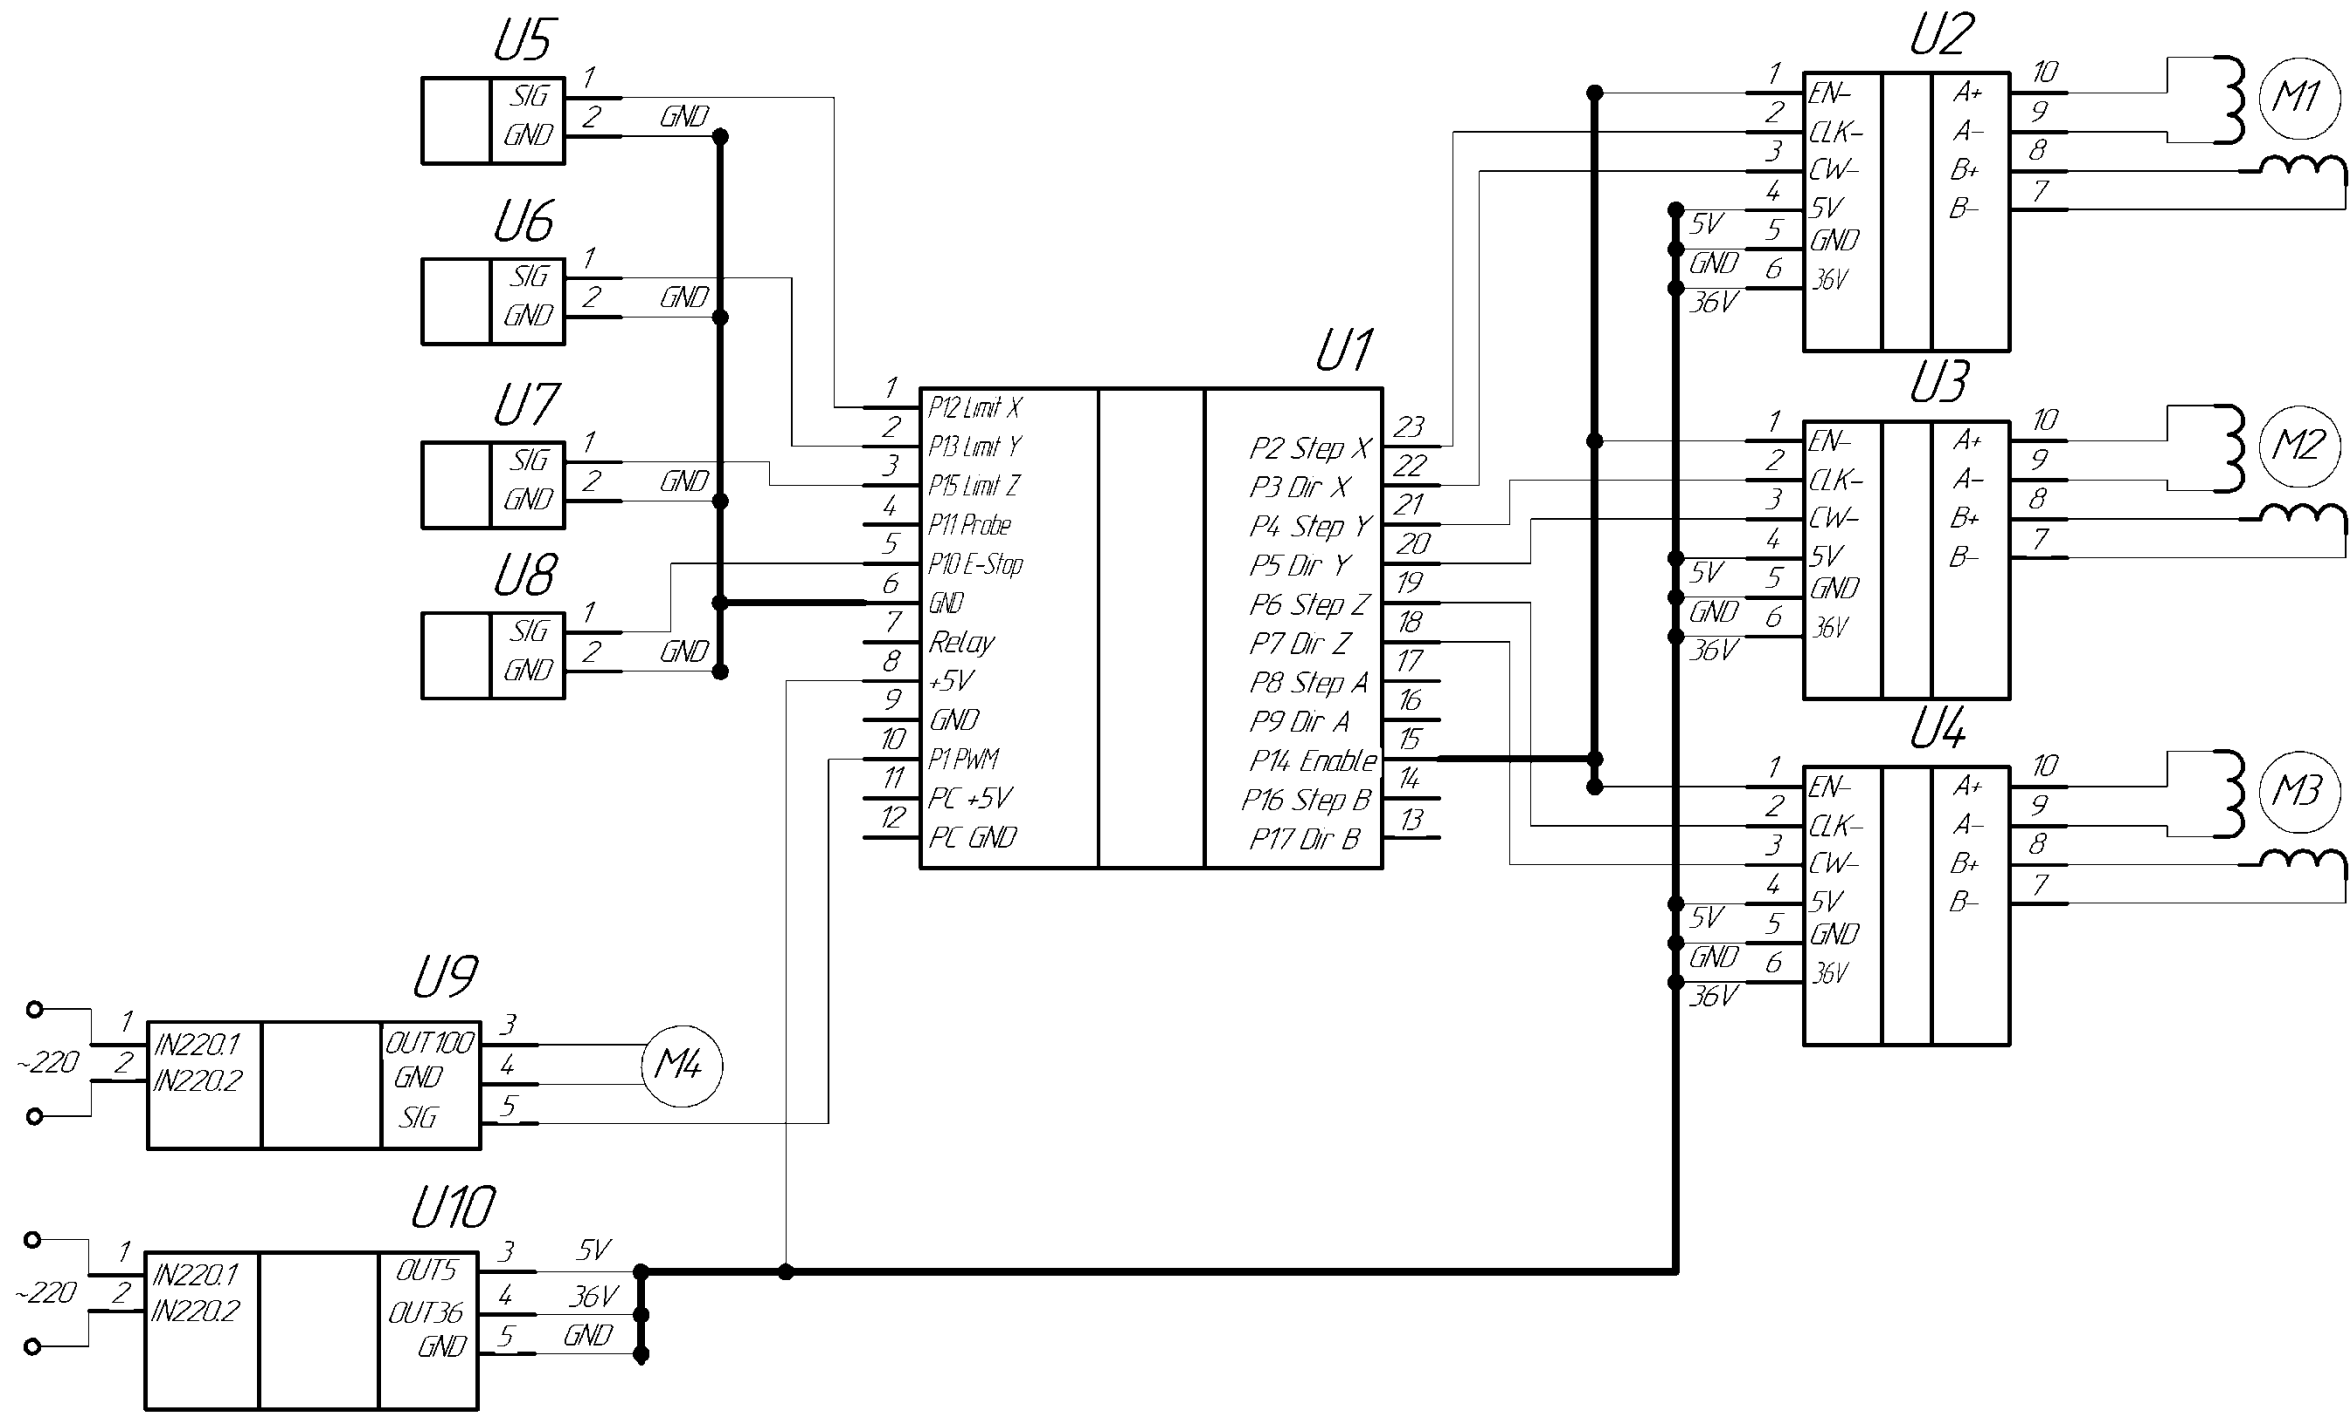 U5
1
SIG
2
GND
GND
U6
1
SIG
2
GND
GND
U7
1
SIG
2
GND
GND
U8
1
SIG
2
GND
GND
U1
1
P12 Limit X
2
P13 Limit Y
3
P15 Limit Z
4
P11 Probe
5
P10 E-Stop
6
GND
7
Relay
8
+5V
9
GND
10
P1 PWM
11
PC +5V
12
PC GND
23
P2 Step X
22
P3 Dir X
21
P4 Step Y
20
P5 Dir Y
19
P6 Step Z
18
P7 Dir Z
17
P8 Step A
16
P9 Dir A
15
P14 Enable
14
P16 Step B
13
P17 Dir B
U2
1
EN-
2
CLK-
3
CW-
4
5V
5V
5
GND
GND
6
36V
36V
10
A+
9
A-
8
B+
7
B-
M1
U3
1
EN-
2
CLK-
3
CW-
4
5V
5V
5
GND
GND
6
36V
36V
10
A+
9
A-
8
B+
7
B-
M2
U4
1
EN-
2
CLK-
3
CW-
4
5V
5V
5
GND
GND
6
36V
36V
10
A+
9
A-
8
B+
7
B-
M3
U9
~220
1
IN220.1
2
IN220.2
3
OUT100
4
GND
5
SIG
M4
U10
~220
1
IN220.1
2
IN220.2
3
OUT5
5V
4
OUT36
36V
5
GND
GND